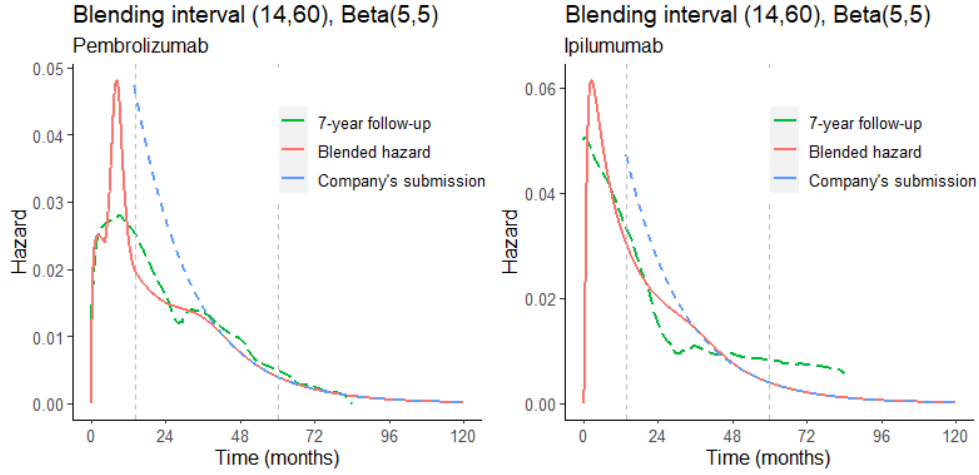 Blending interval (14,60), Beta(5,5)
Pembrolizumab
0.05
0.04
0.03
0.02
0.01
0.00
Hazard
7-year follow-up
Blended hazard
Company's submission
0 24 48 72 96 120
Time (months)
Blending interval (14,60), Beta(5,5)
Ipilumumab
0.06
0.04
0.02
0.00
Hazard
7-year follow-up
Blended hazard
Company's submission
0 24 48 72 96 120
Time (months)